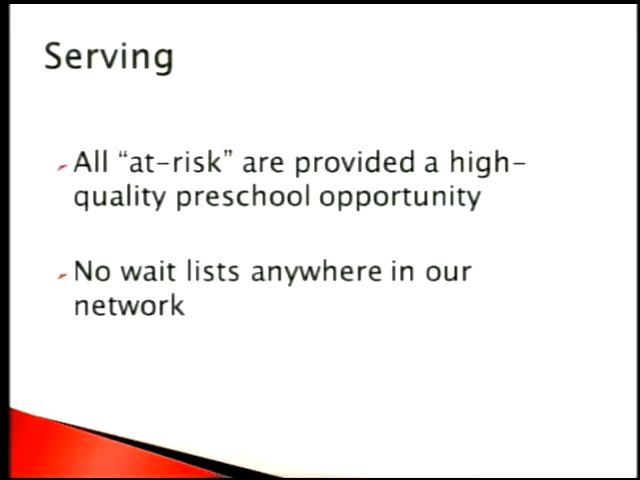 Serving
All “at-risk” are provided a high-
quality preschool opportunity
No wait lists anywhere in our
network